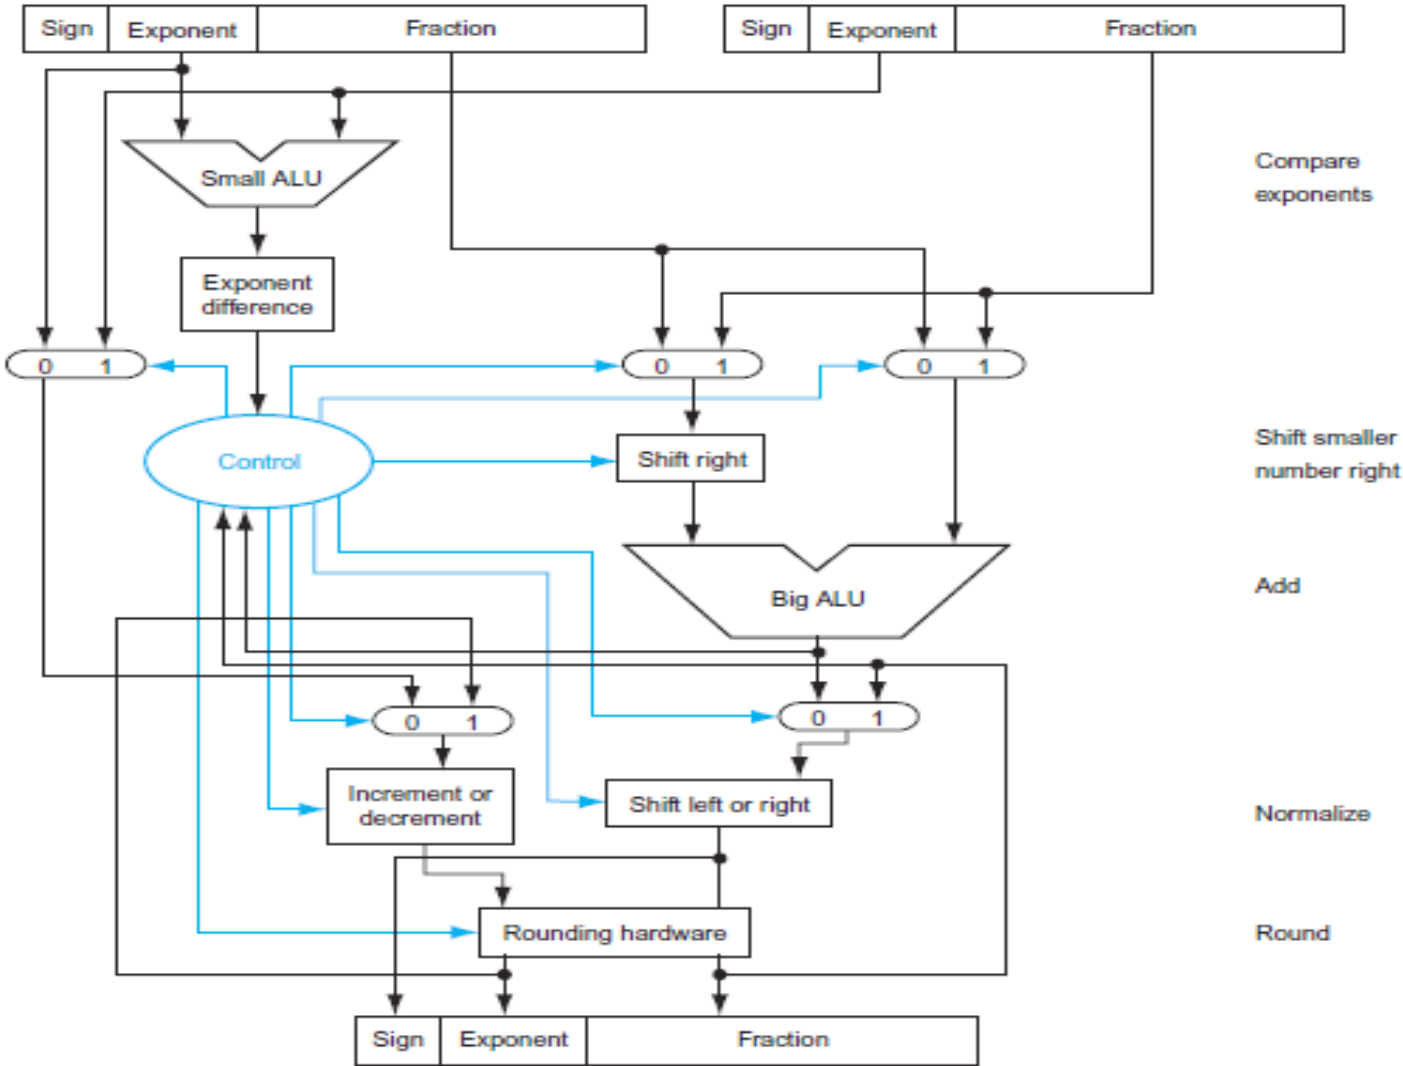 Sign Exponent Fraction Sign Exponent Fraction
Small ALU
Compare
exponents
Exponent
difference
0 1 0 1 0 1
Control
Shift right
Shift smaller
number right
Big ALU
Add
0 1 0 1
Increment or
decrement
Shift left or right
Normalize
Rounding hardware
Round
Sign Exponent Fraction